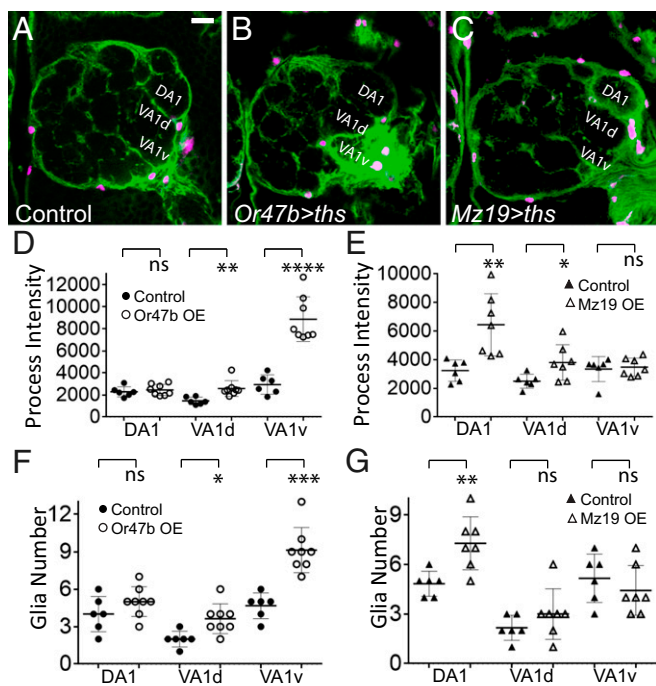 A
DA1
VA1d
VA1v
Control
B
DA1
VA1d
VA1v
Or47b>ths
C
DA1
VA1d
VA1v
Mz19>ths
D
ns
**
****
Control
Or47b OE
Process Intensity
12000
10000
8000
6000
4000
2000
0
DA1 VA1d VA1v
E
**
*
ns
Control
Mz19 OE
Process Intensity
10000
8000
6000
4000
2000
0
DA1 VA1d VA1v
F
ns
*
***
Control
Or47b OE
Glia Number
12
9
6
3
0
DA1 VA1d VA1v
G
**
ns
ns
Control
Mz19 OE
Glia Number
9
6
3
0
DA1 VA1d VA1v